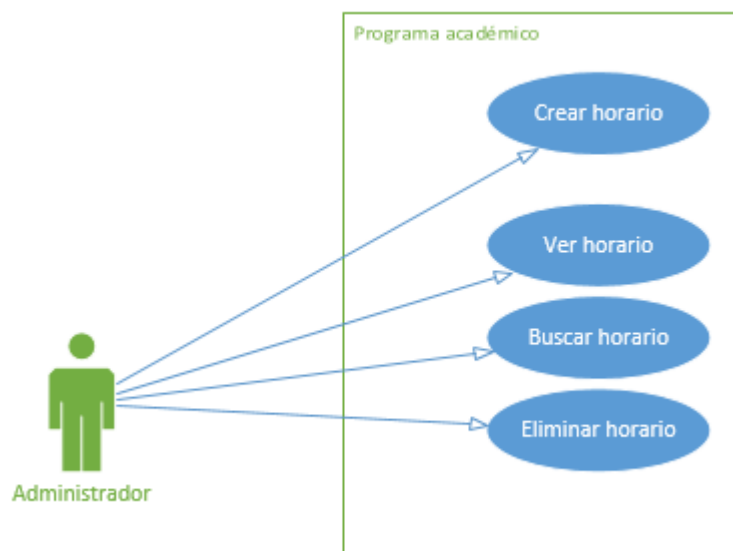 Programa académico
Crear horario
Ver horario
Buscar horario
Eliminar horario
Administrador